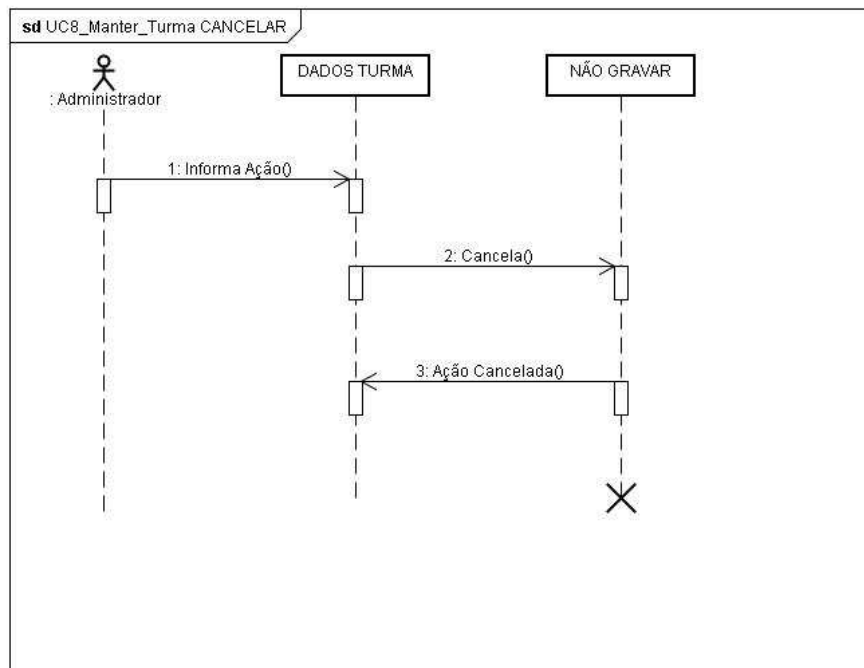 sd UC8_Manter_Turma CANCELAR
: Administrador
DADOS TURMA
NÃO GRAVAR
1: Informa Ação()
2: Cancela()
3: Ação Cancelada()